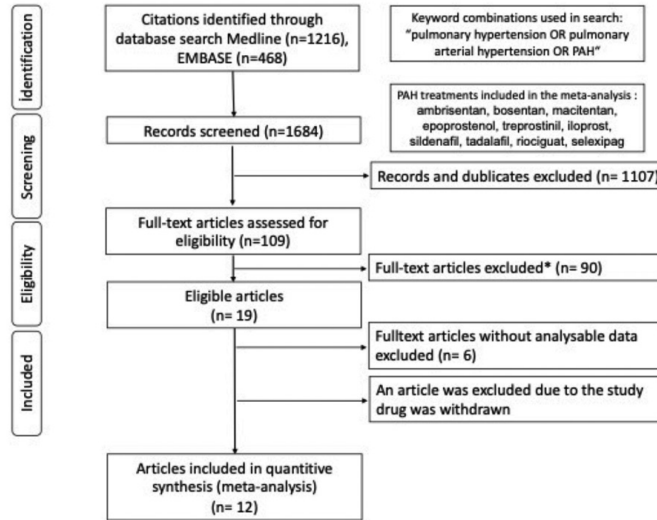 Identification
Citations identified through
database search Medline (n=1216),
EMBASE (n=468)
Keyword combinations used in search:
“pulmonary hypertension OR pulmonary
arterial hypertension OR PAH“
PAH treatments included in the meta-analysis :
ambrisentan, bosentan, macitentan,
epoprostenol, treprostinil, iloprost,
sildenafil, tadalafil, riociguat, selexipag
Screening
Records screened (n=1684)
Records and dublicates excluded (n= 1107)
Full-text articles assessed for
eligibility (n=109)
Eligibility
Full-text articles excluded* (n= 90)
Eligible articles
(n= 19)
Fulltext articles without analysable data
excluded (n= 6)
Included
An article was excluded due to the study
drug was withdrawn
Articles included in quantitive
synthesis (meta-analysis)
(n= 12)